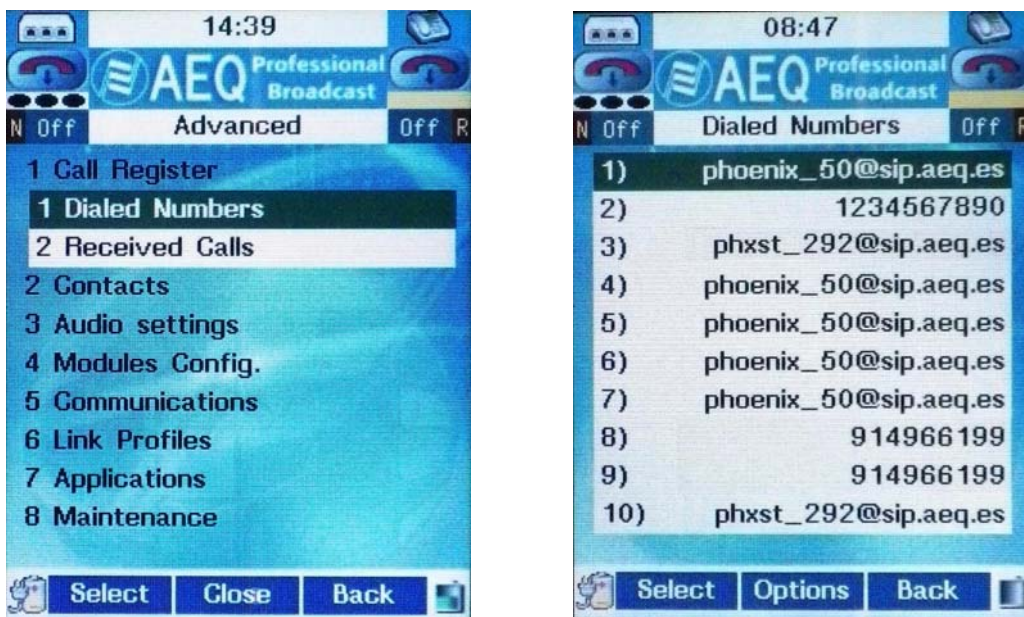 14:39
AEQ Professional Broadcast
N Off Advanced Off R
1 Call Register
1 Dialed Numbers
2 Received Calls
2 Contacts
3 Audio settings
4 Modules Config.
5 Communications
6 Link Profiles
7 Applications
8 Maintenance
Select Close Back
08:47
AEQ Professional Broadcast
N Off Dialed Numbers Off
1) phoenix_50@sip.aeq.es
2) 1234567890
3) phxst_292@sip.aeq.es
4) phoenix_50@sip.aeq.es
5) phoenix_50@sip.aeq.es
6) phoenix_50@sip.aeq.es
7) phoenix_50@sip.aeq.es
8) 914966199
9) 914966199
10) phxst_292@sip.aeq.es
Select Options Back